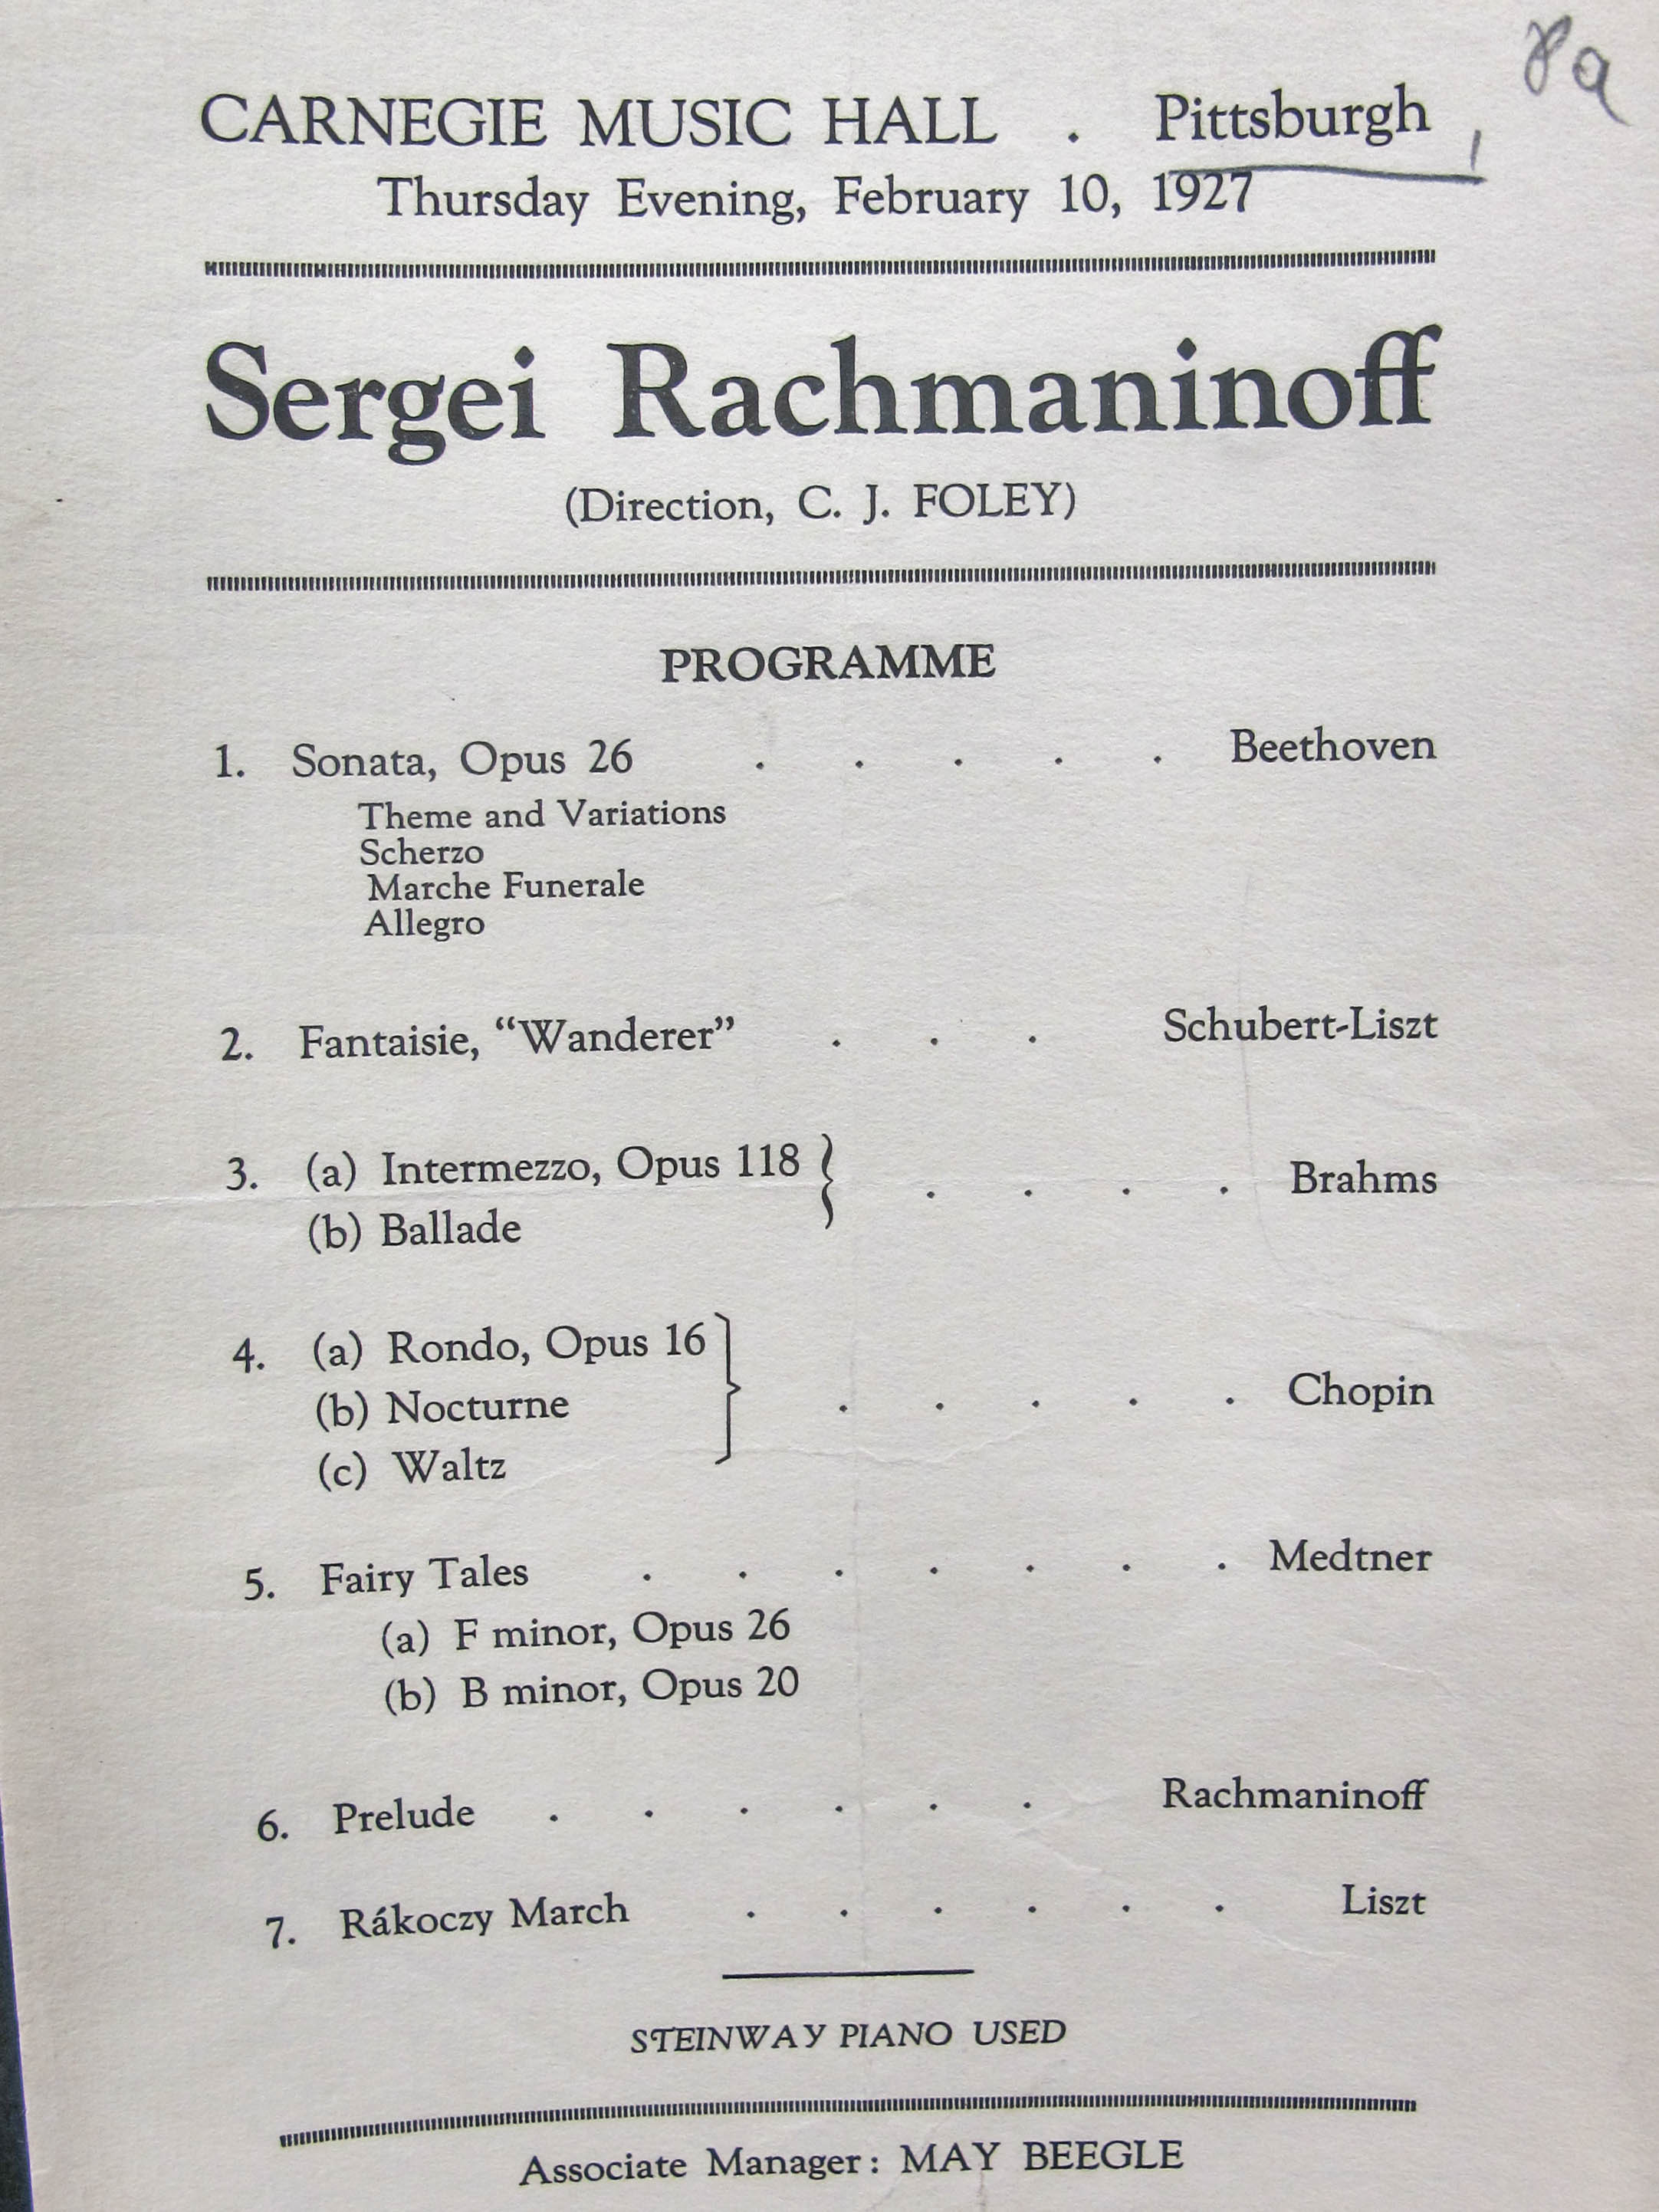 CARNEGIE MUSIC HALL . Pittsburgh
Thursday Evening, February 10, 1927
Sergei Rachmaninoff
(Direction, C. J. FOLEY)
PROGRAMME
1. Sonata, Opus 26 . . . . . Beethoven
Theme and Variations
Scherzo
Marche Funerale
Allegro
2. Fantaisie, “Wanderer” . . . Schubert-Liszt
3. (a) Intermezzo, Opus 118 } . . . . Brahms
(b) Ballade
4. (a) Rondo, Opus 16
(b) Nocturne } . . . . . Chopin
(c) Waltz
5. Fairy Tales . . . . . . . Medtner
(a) F minor, Opus 26
(b) B minor, Opus 20
6. Prelude . . . . . . Rachmaninoff
7. Rákoczy March . . . . . . Liszt
STEINWAY PIANO USED
Associate Manager: MAY BEEGLE